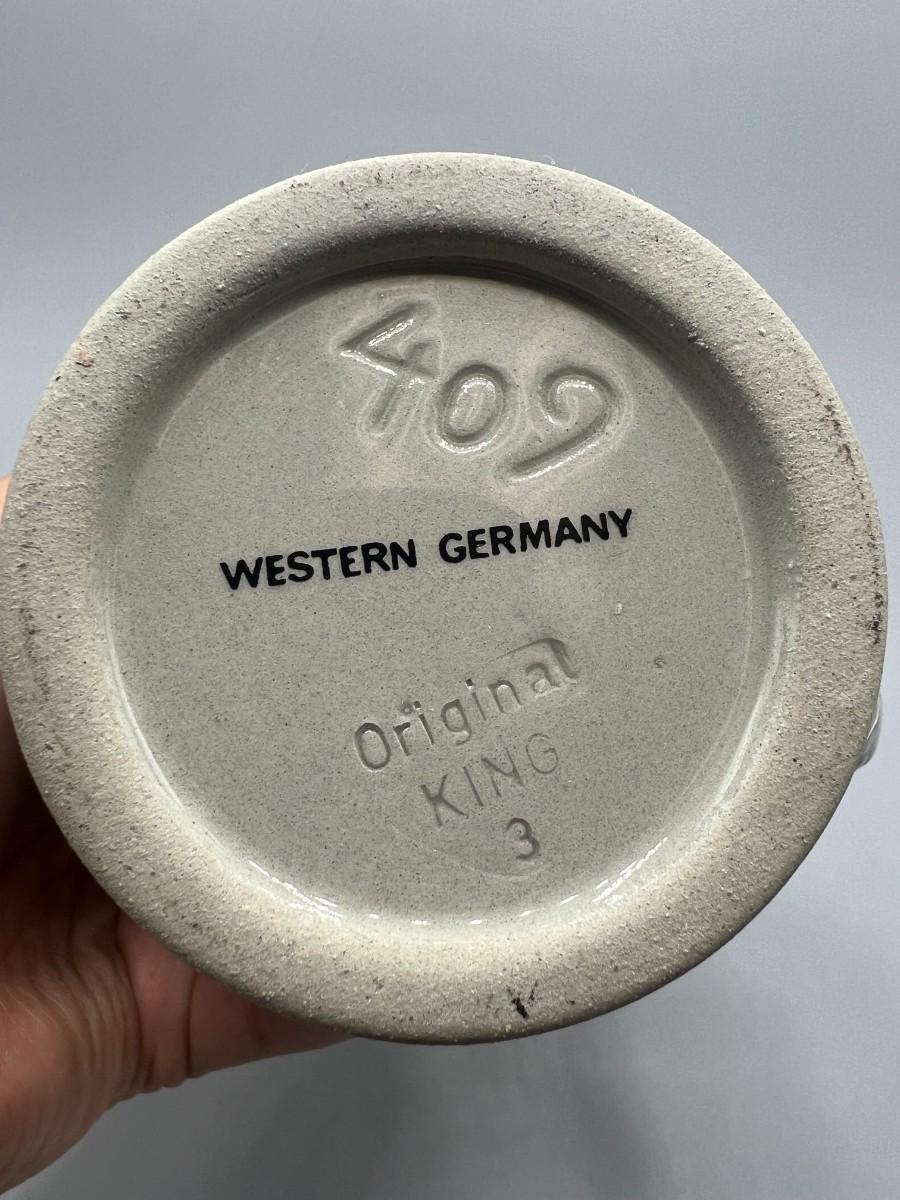 409
WESTERN GERMANY
Original
KING
3